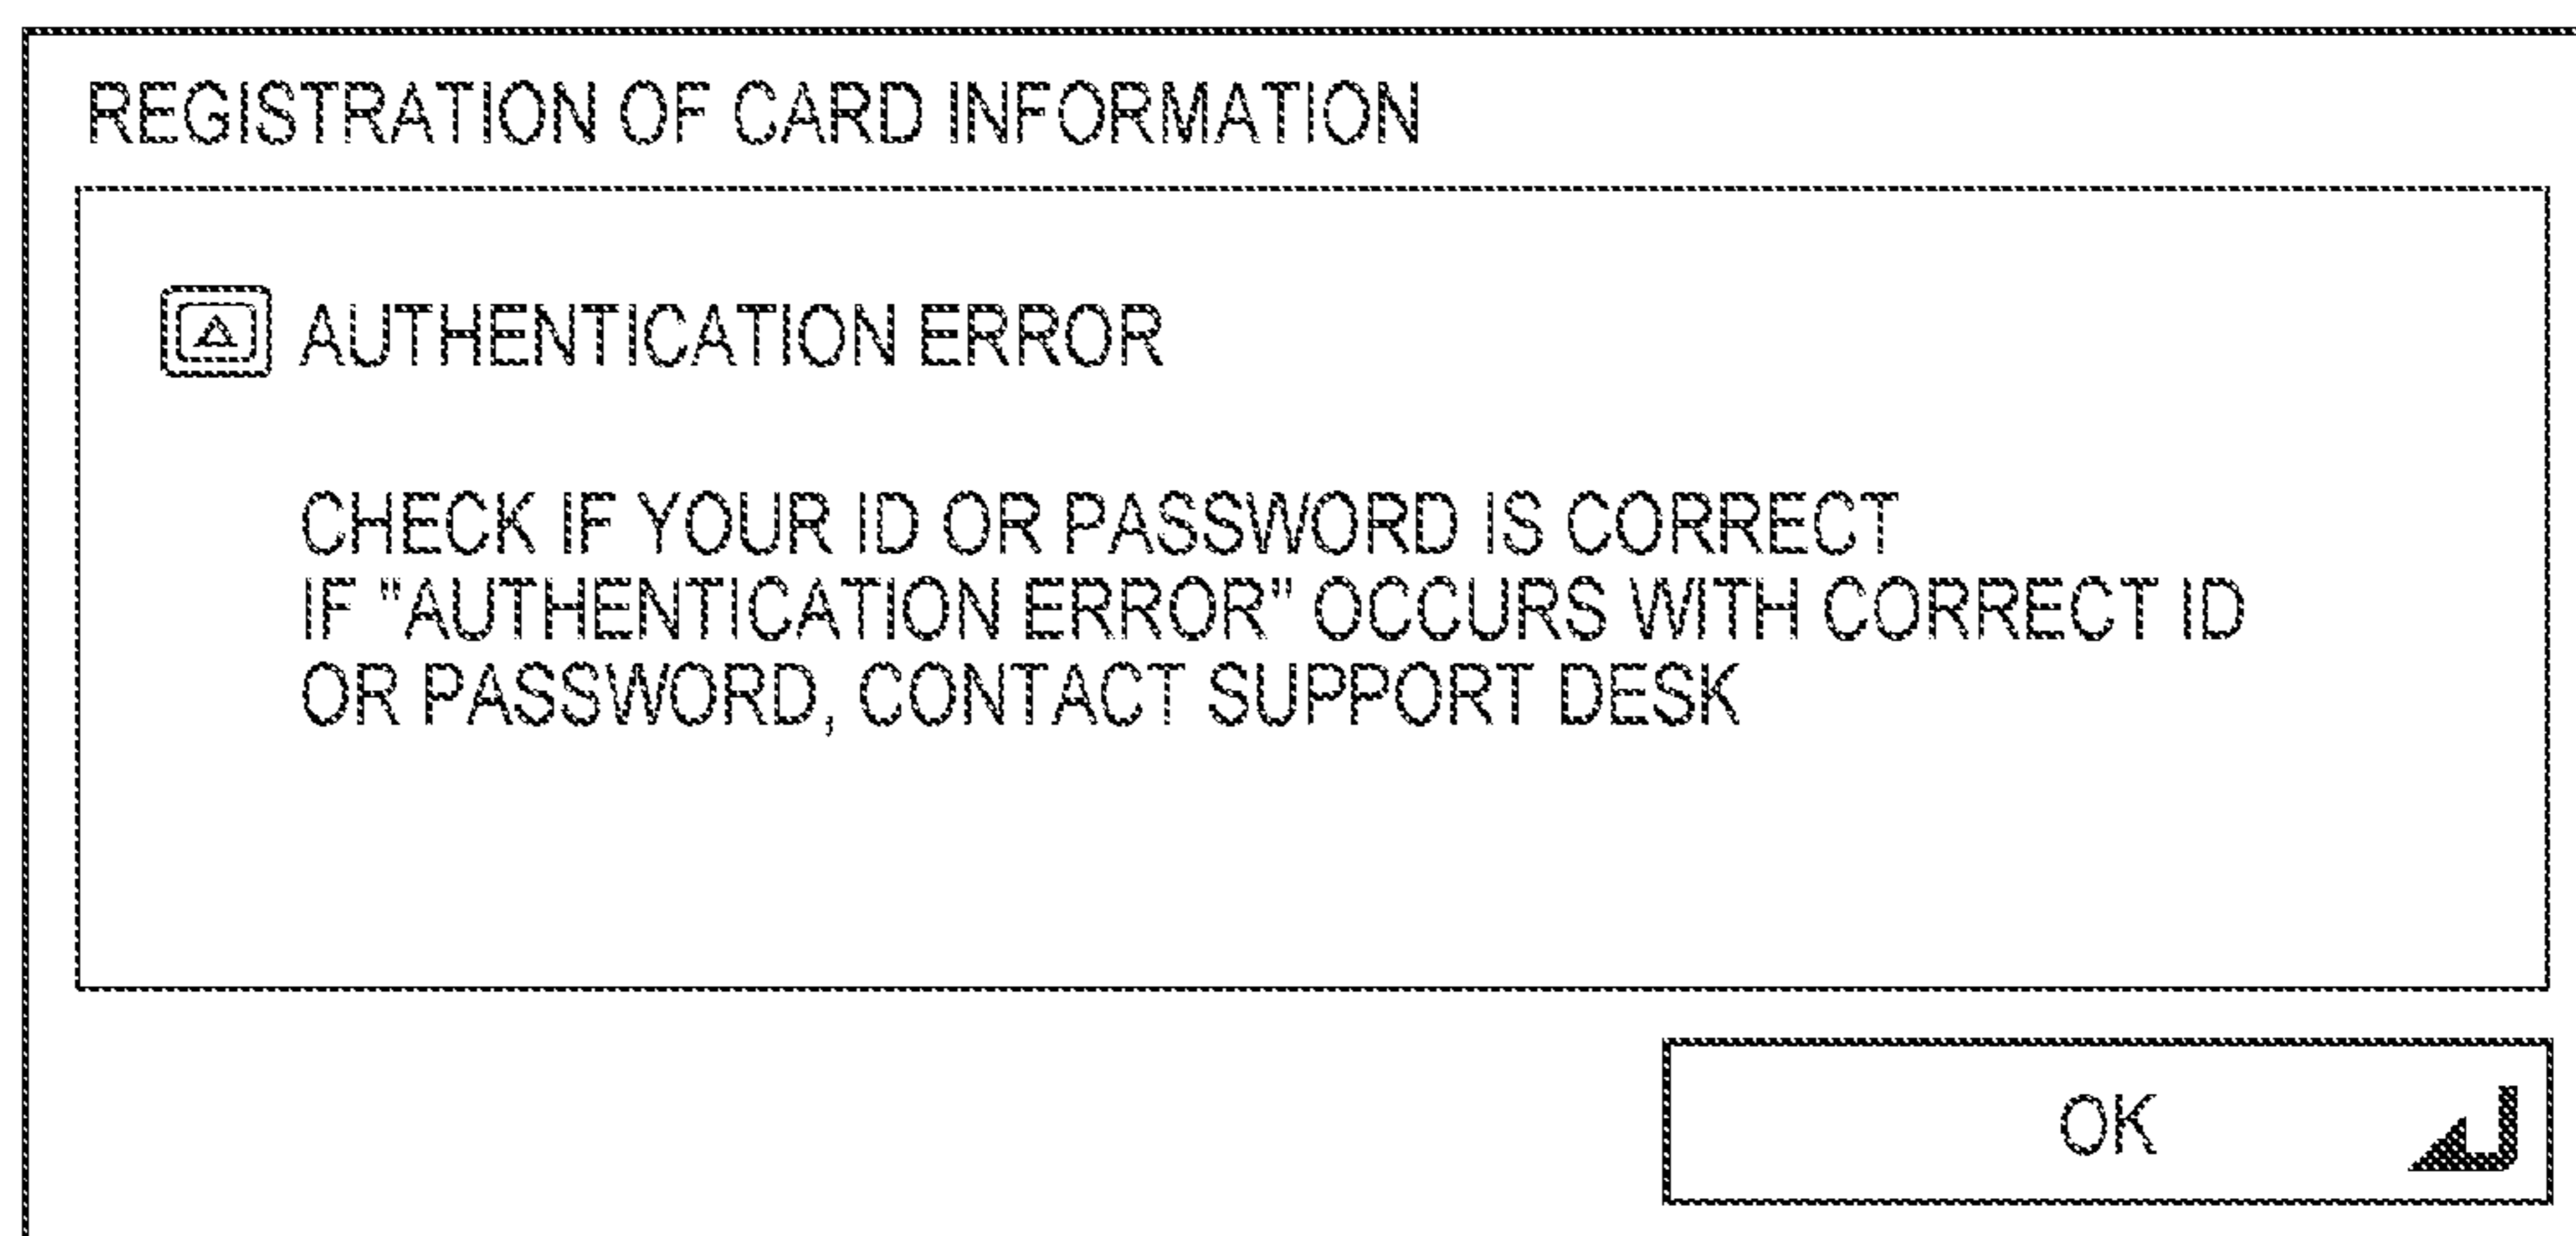 REGISTRATION OF CARD INFORMATION
AUTHENTICATION ERROR
CHECK IF YOUR ID OR PASSWORD IS CORRECT
IF "AUTHENTICATION ERROR" OCCURS WITH CORRECT ID
OR PASSWORD, CONTACT SUPPORT DESK
OK